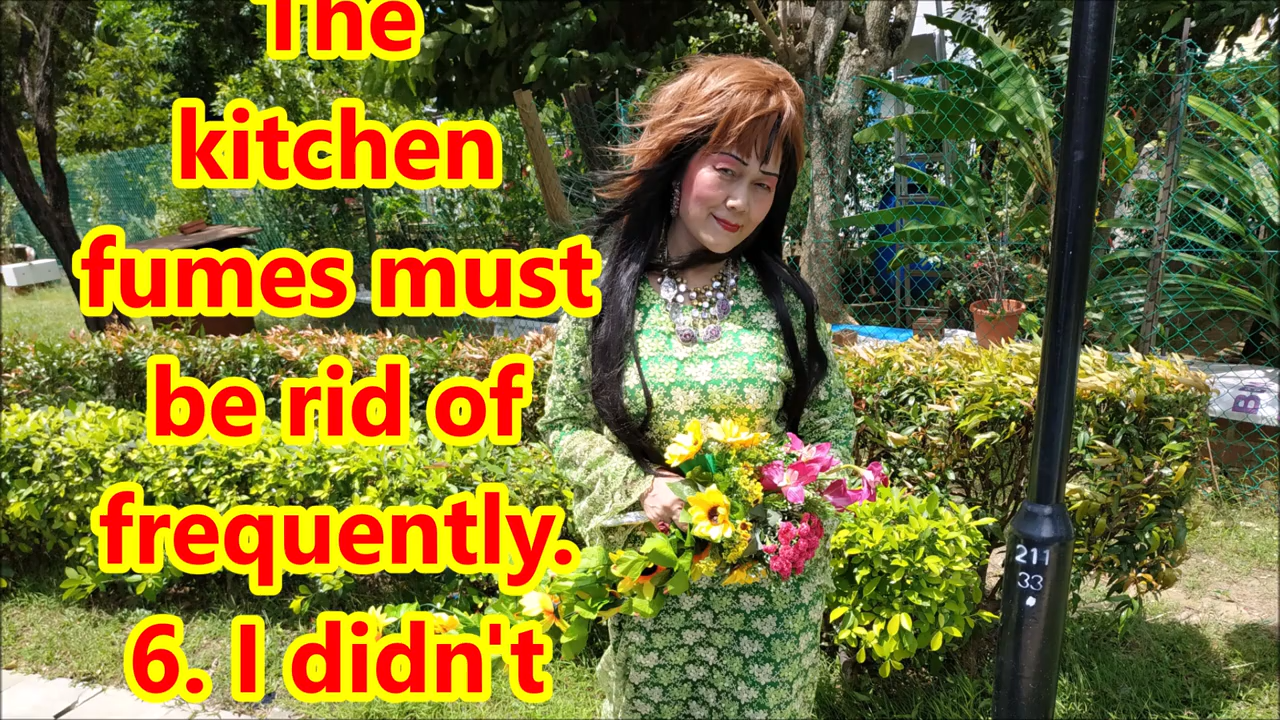 The
kitchen
fumes must
be rid of
frequently.
6. I didn't
211
33